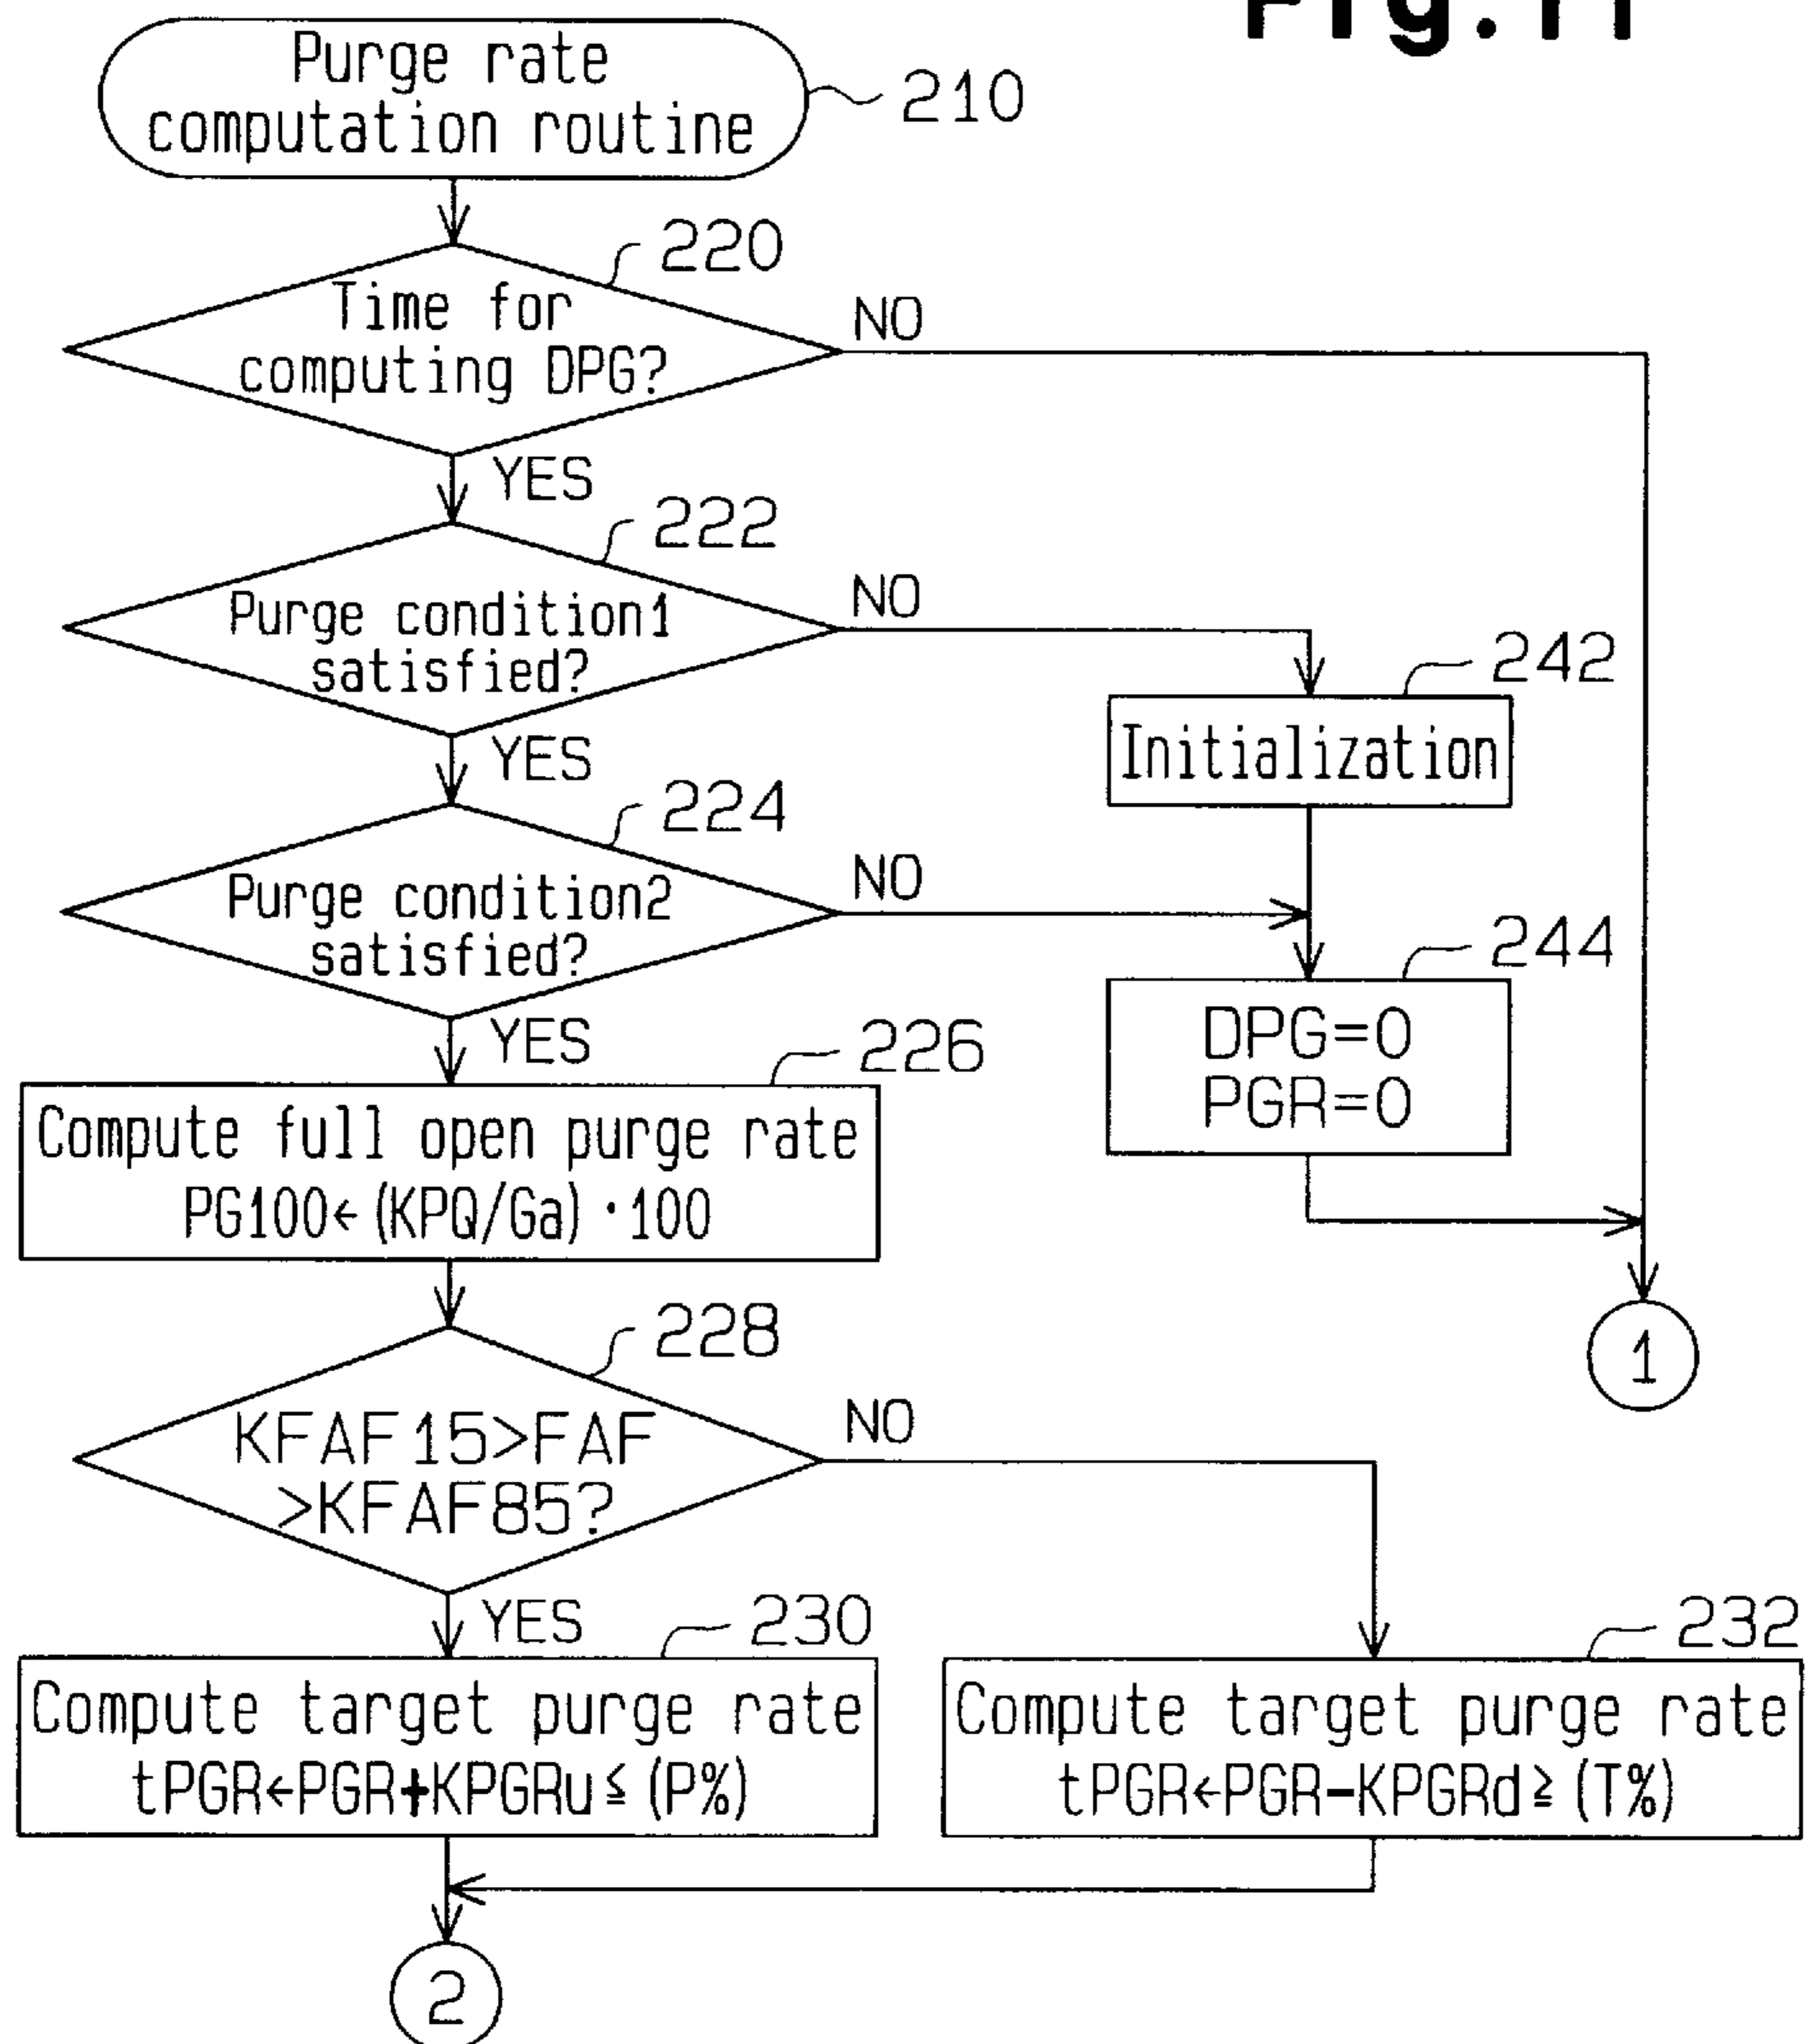 Fig.11
Purge rate
computation routine
210
220
Time for
computing DPG?
NO
YES
222
Purge condition1
satisfied?
NO
242
Initialization
YES
224
Purge condition2
satisfied?
NO
244
DPG=0
PGR=0
YES
226
Compute full open purge rate
PG100←(KPQ/Ga)·100
1
228
KFAF15>FAF
>KFAF85?
NO
YES
230
Compute target purge rate
tPGR←PGR+KPGRu≦(P%)
232
Compute target purge rate
tPGR←PGR-KPGRd≧(T%)
2